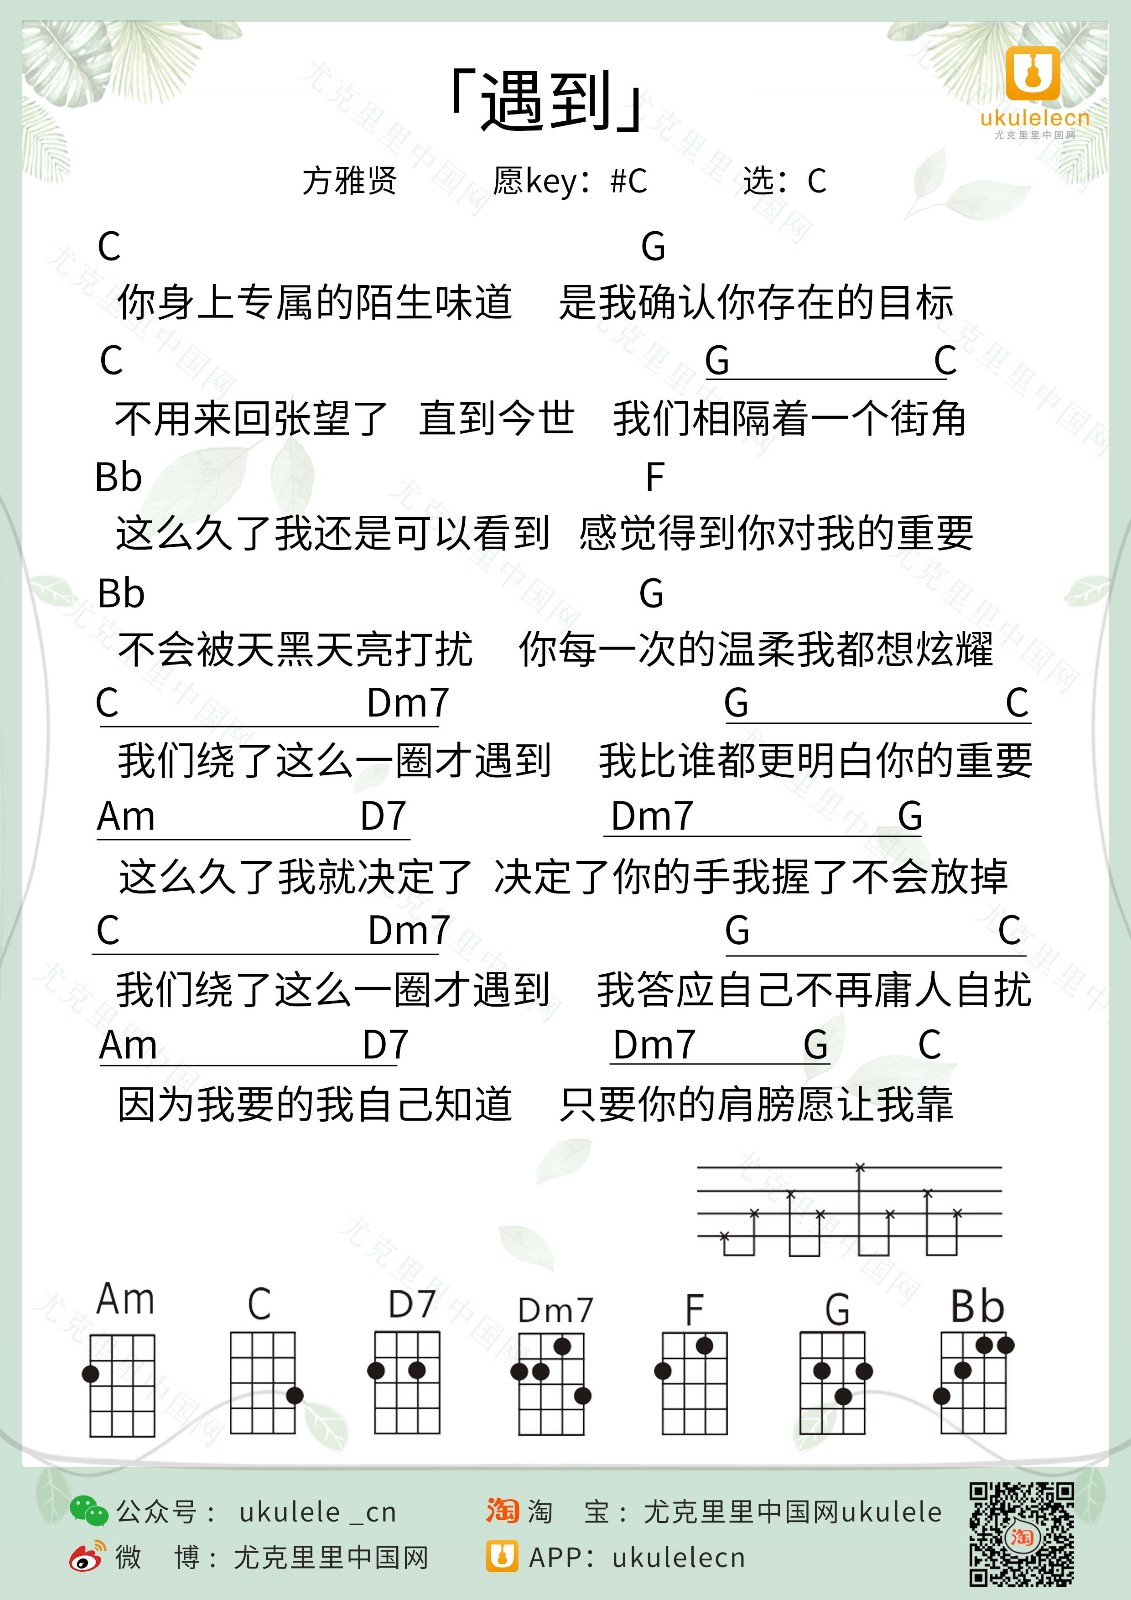 「遇到」
ukulelecn
尤克里里中国网
方雅贤 愿key：#C 选：C
C G
你身上专属的陌生味道 是我确认你存在的目标
C G C
不用来回张望了 直到今世 我们相隔着一个街角
Bb F
这么久了我还是可以看到 感觉得到你对我的重要
Bb G
不会被天黑天亮打扰 你每一次的温柔我都想炫耀
C Dm7 G C
我们绕了这么一圈才遇到 我比谁都更明白你的重要
Am D7 Dm7 G
这么久了我就决定了 决定了你的手我握了不会放掉
C Dm7 G C
我们绕了这么一圈才遇到 我答应自己不再庸人自扰
Am D7 Dm7 G C
因为我要的我自己知道 只要你的肩膀愿让我靠
Am C D7 Dm7 F G Bb
公众号： ukulele _cn 淘 淘 宝：尤克里里中国网ukulele
微 博：尤克里里中国网 APP：ukulelecn
淘